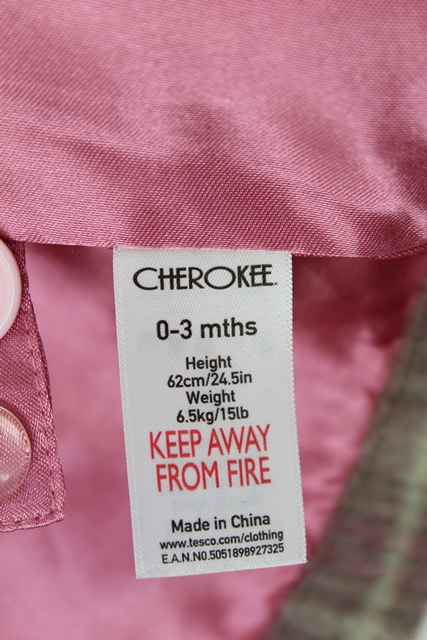 CHEROKEE.
0-3 mths
Height
62cm/24.5in
Weight
6.5kg/15lb
KEEP AWAY
FROM FIRE
Made in China
www.tesco.com/clothing
E.A.N.NO.5051898927325